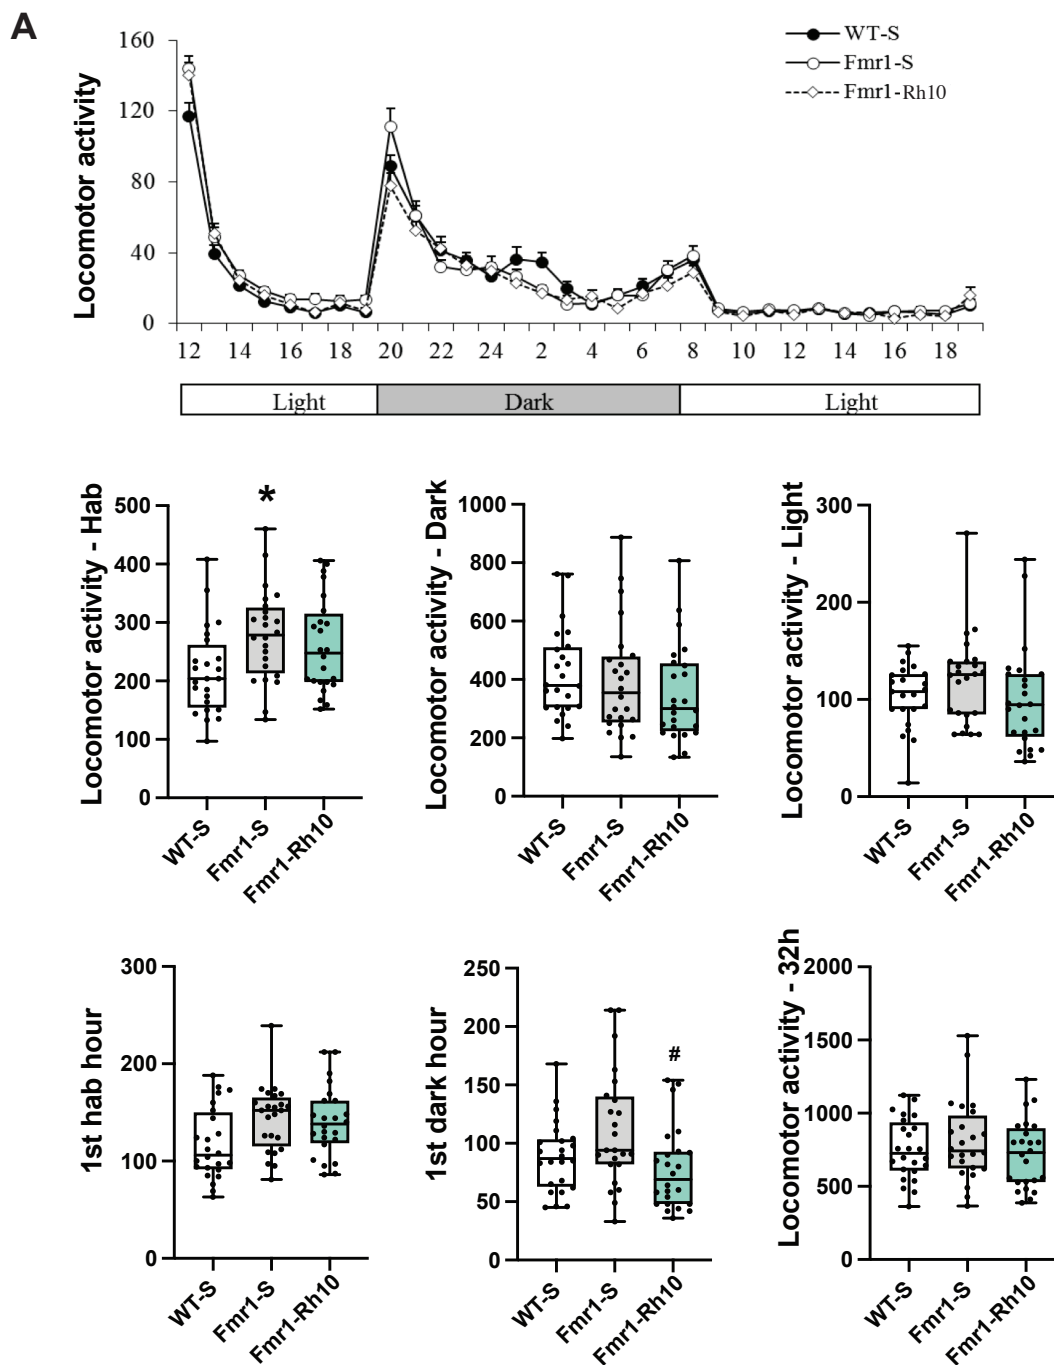 A
Locomotor activity
160
120
80
40
0
WT-S
Fmr1-S
Fmr1-Rh10
12 14 16 18 20 22 24 2 4 6 8 10 12 14 16 18
Light Dark Light
Locomotor activity - Hab
500
400
300
200
100
0
*
WT-S
Fmr1-S
Fmr1-Rh10
Locomotor activity - Dark
1000
800
600
400
200
0
WT-S
Fmr1-S
Fmr1-Rh10
Locomotor activity - Light
300
200
100
0
WT-S
Fmr1-S
Fmr1-Rh10
1st hab hour
300
200
100
0
WT-S
Fmr1-S
Fmr1-Rh10
1st dark hour
250
200
150
100
50
0
#
WT-S
Fmr1-S
Fmr1-Rh10
Locomotor activity - 32h
2000
1500
1000
500
0
WT-S
Fmr1-S
Fmr1-Rh10